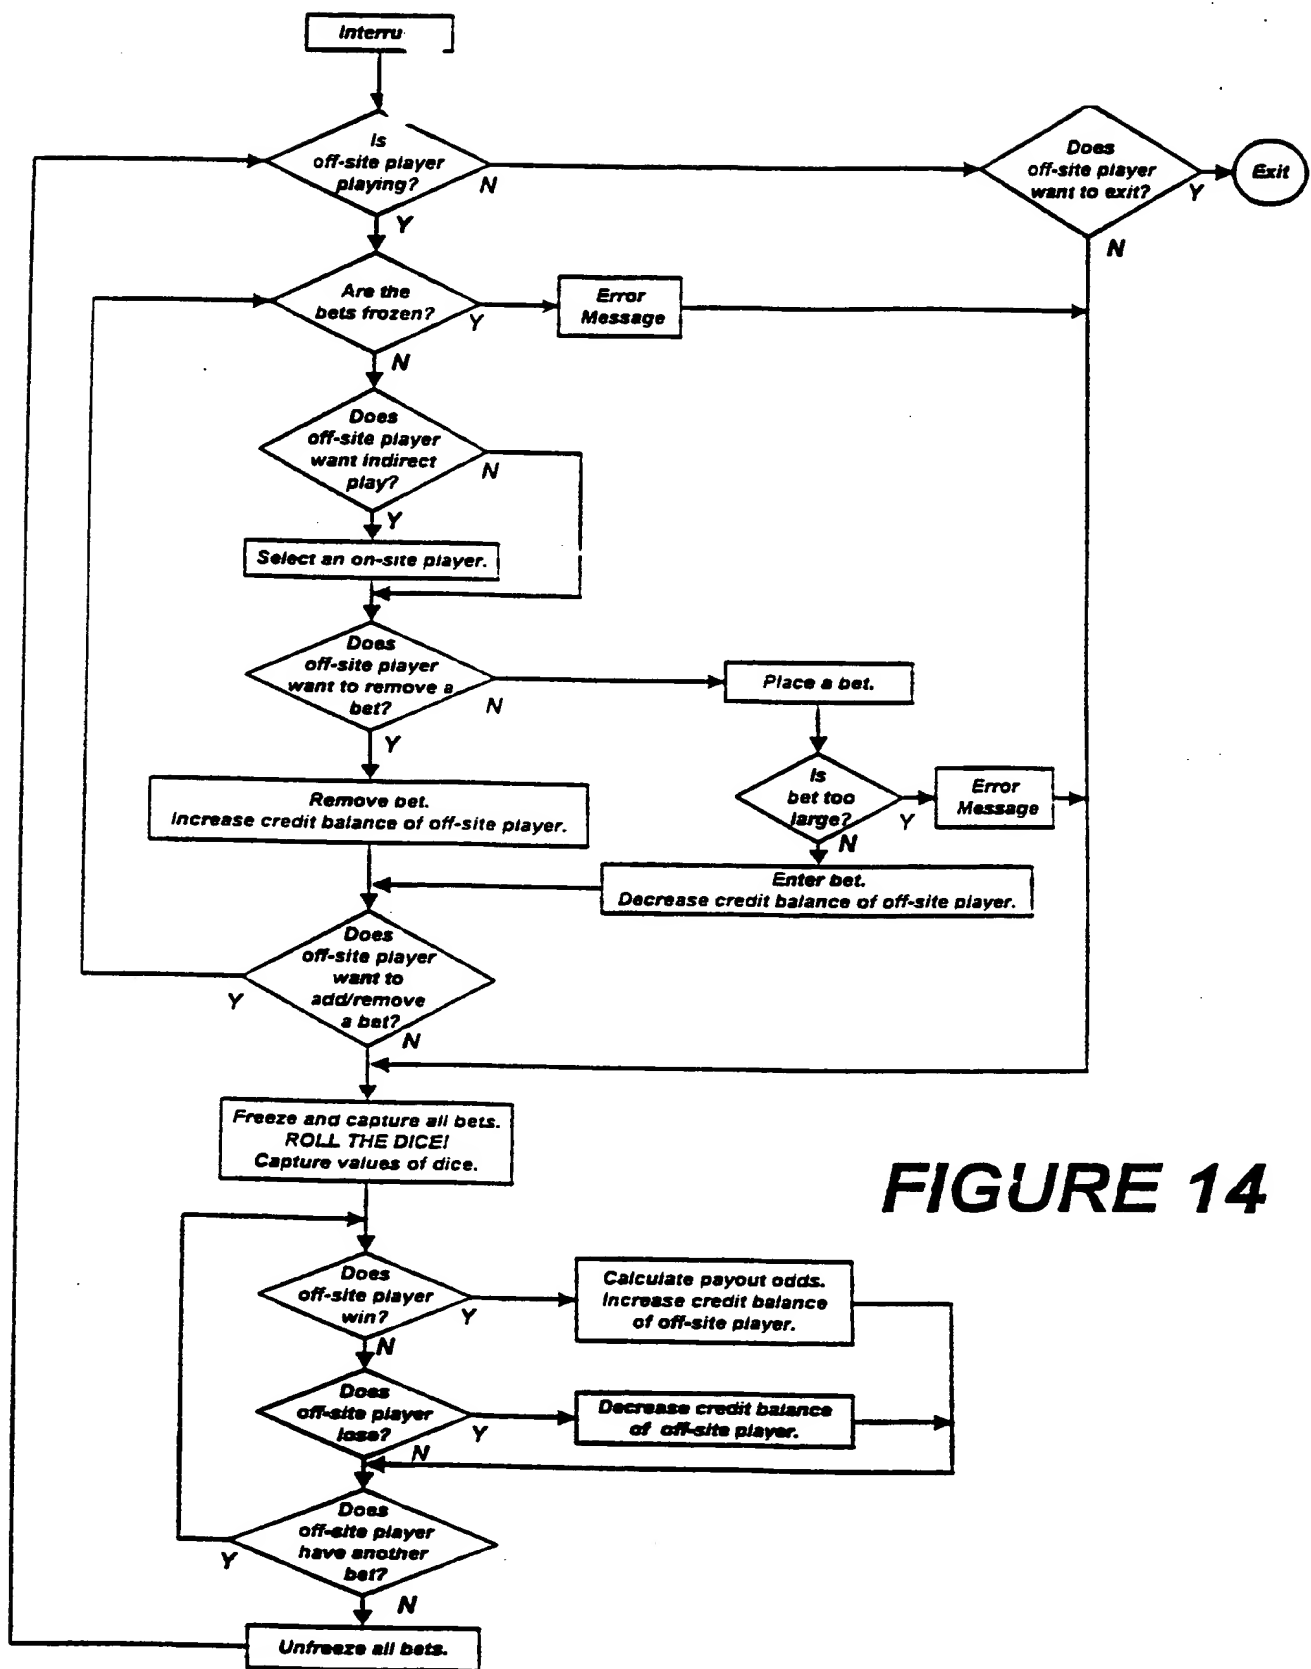 Interru
Is
off-site player
playing?
N
Y
Does
off-site player
want to exit?
Y
N
Exit
Are the
bets frozen?
Y
N
Error
Message
Does
off-site player
want indirect
play?
N
Y
Select an on-site player.
Does
off-site player
want to remove a
bet?
N
Y
Place a bet.
Is
bet too
large?
Y
N
Error
Message
Remove bet.
Increase credit balance of off-site player.
Enter bet.
Decrease credit balance of off-site player.
Does
off-site player
want to
add/remove
a bet?
Y
N
Freeze and capture all bets.
ROLL THE DICE!
Capture values of dice.
FIGURE 14
Does
off-site player
win?
Y
N
Calculate payout odds.
Increase credit balance
of off-site player.
Does
off-site player
lose?
Y
N
Decrease credit balance
of off-site player.
Does
off-site player
have another
bet?
Y
N
Unfreeze all bets.